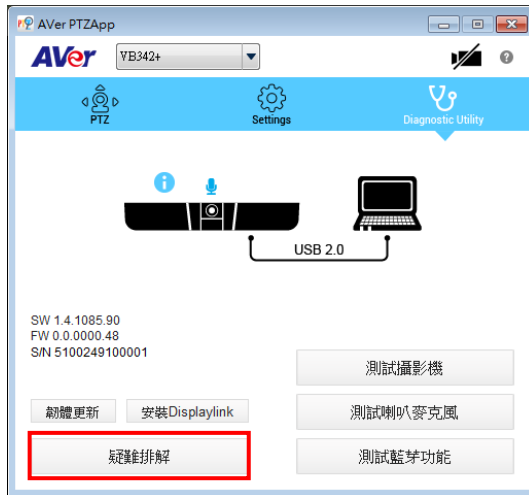 AVer PTZApp
AVer
VB342+
PTZ
Settings
Diagnostic Utility
USB 2.0
SW 1.4.1085.90
FW 0.0.0000.48
S/N 5100249100001
測試攝影機
韌體更新
安裝Displaylink
測試喇叭麥克風
疑難排解
測試藍芽功能